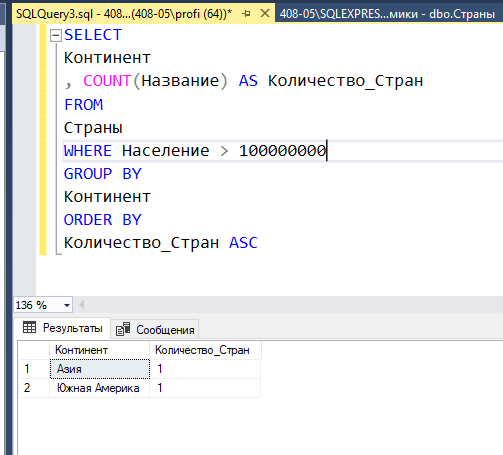 SQLQuery3.sql - 408...(408-05\profi (64))* 408-05\SQLEXPRES...мики - dbo.Страны
SELECT
Континент
, COUNT(Название) AS Количество_Стран
FROM
Страны
WHERE Население > 100000000
GROUP BY
Континент
ORDER BY
Количество_Стран ASC
136 %
Результаты Сообщения
Континент Количество_Стран
1 Азия 1
2 Южная Америка 1